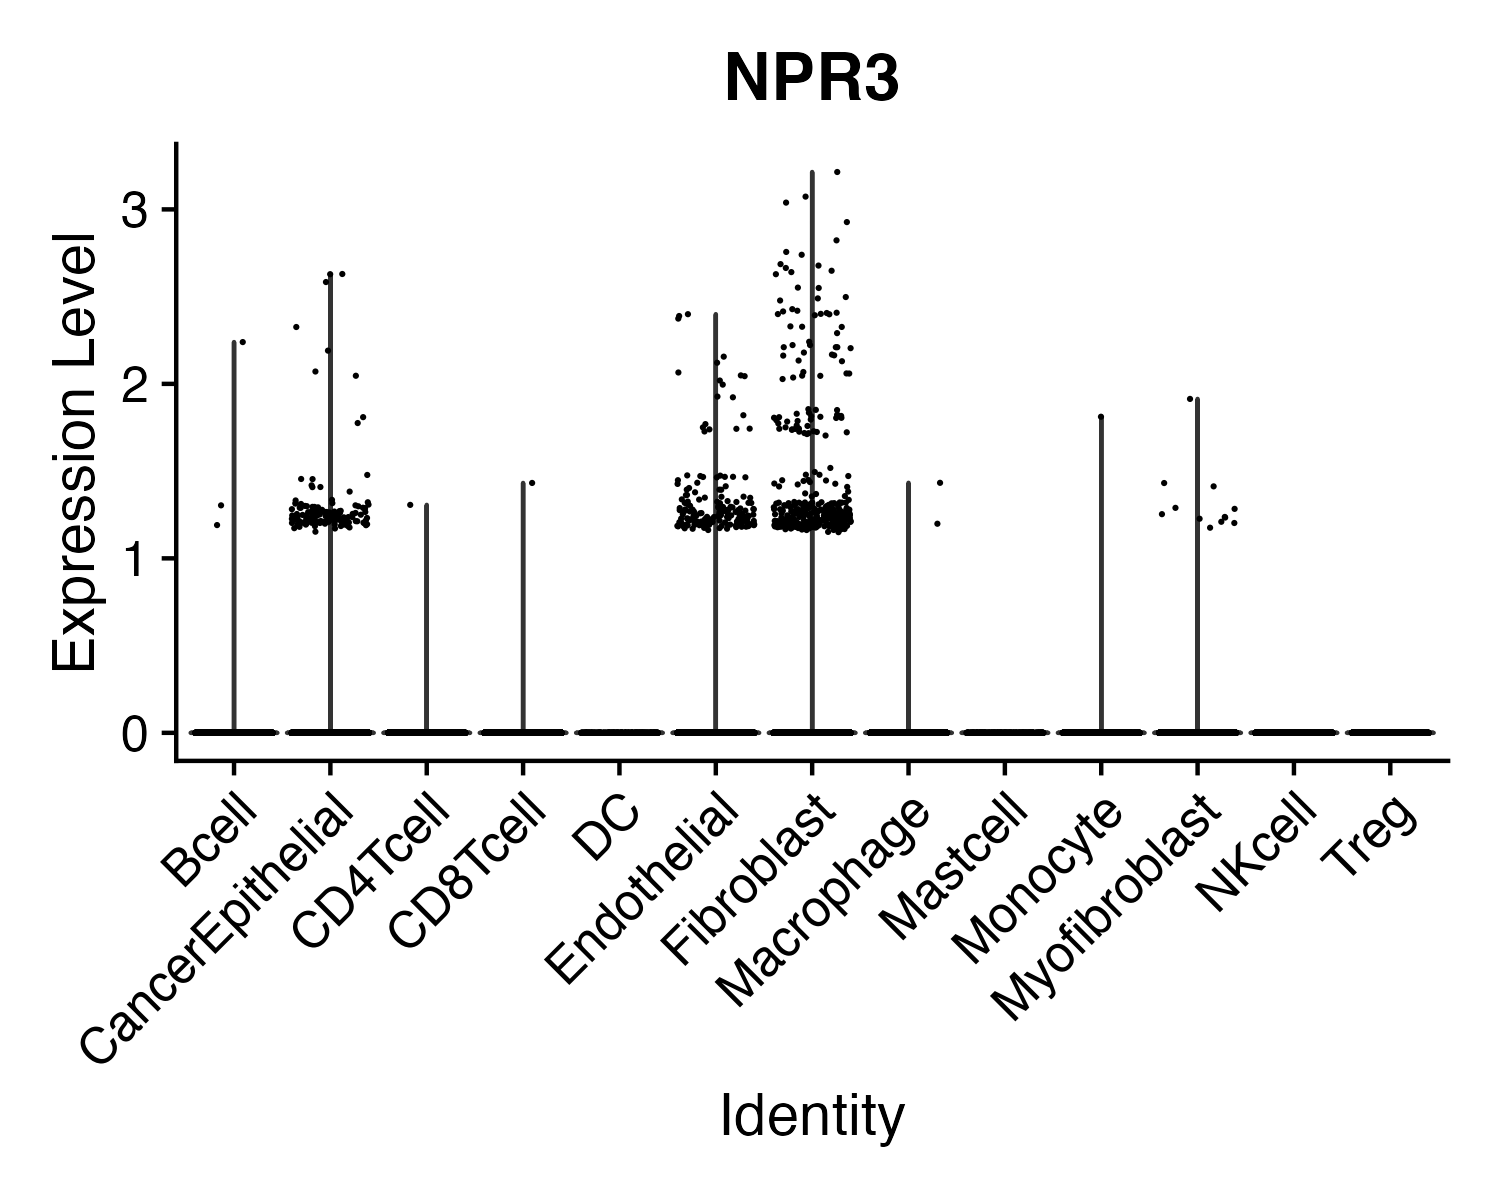 NPR3
Expression Level
3
2
1
0
Bcell
CancerEpithelial
CD4Tcell
CD8Tcell
DC
Endothelial
Fibroblast
Macrophage
Mastcell
Monocyte
Myofibroblast
NKcell
Treg
Identity